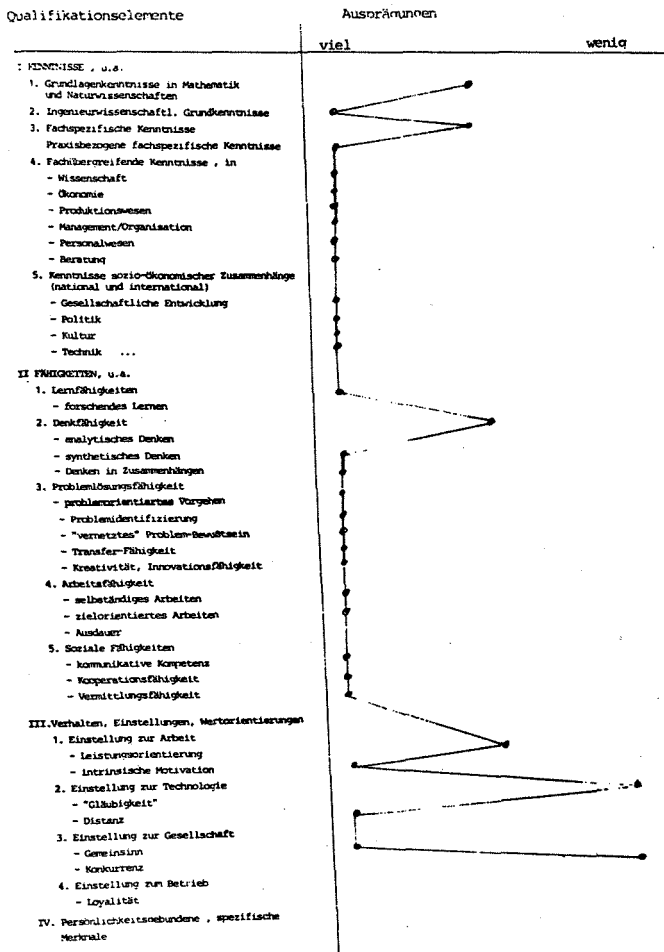 Qualifikationselemente Ausprägungen
viel wenig
: KENNTNISSE , u.a.
1. Grundlagenkenntnisse in Mathematik
und Naturwissenschaften
2. Ingenieurwissenschaftl. Grundkenntnisse
3. Fachspezifische Kenntnisse
Praxisbezogene fachspezifische Kenntnisse
4. Fachübergreifende Kenntnisse , in
- Wissenschaft
- Ökonomie
- Produktionswesen
- Management/Organisation
- Personalwesen
- Beratung
5. Kenntnisse sozio-ökonomischer Zusammenhänge
(national und international)
- Gesellschaftliche Entwicklung
- Politik
- Kultur
- Technik ...
II FÄHIGKEITEN, u.a.
1. Lernfähigkeiten
- forschendes Lernen
2. Denkfähigkeit
- analytisches Denken
- synthetisches Denken
- Denken in Zusammenhängen
3. Problemlösungsfähigkeit
- problemorientiertes Vorgehen
- Problemidentifizierung
- "vernetztes" Problem-Bewußtsein
- Transfer-Fähigkeit
- Kreativität, Innovationsfähigkeit
4. Arbeitsfähigkeit
- selbständiges Arbeiten
- zielorientiertes Arbeiten
- Ausdauer
5. Soziale Fähigkeiten
- kommunikative Kompetenz
- Kooperationsfähigkeit
- Vermittlungsfähigkeit
III.Verhalten, Einstellungen, Wertorientierungen
1. Einstellung zur Arbeit
- Leistungsorientierung
- intrinsische Motivation
2. Einstellung zur Technologie
- "Gläubigkeit"
- Distanz
3. Einstellung zur Gesellschaft
- Gemeinsinn
- Konkurrenz
4. Einstellung zum Betrieb
- Loyalität
IV. Persönlichkeitsgebundene , spezifische
Merkmale